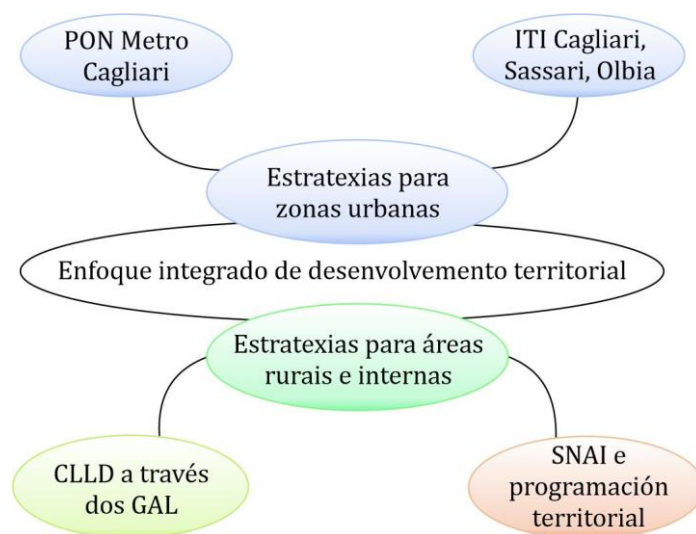 PON Metro
Cagliari
ITI Cagliari,
Sassari, Olbia
Estratexias para
zonas urbanas
Enfoque integrado de desenvolvemento territorial
Estratexias para áreas
rurais e internas
CLLD a través
dos GAL
SNAI e
programación
territorial